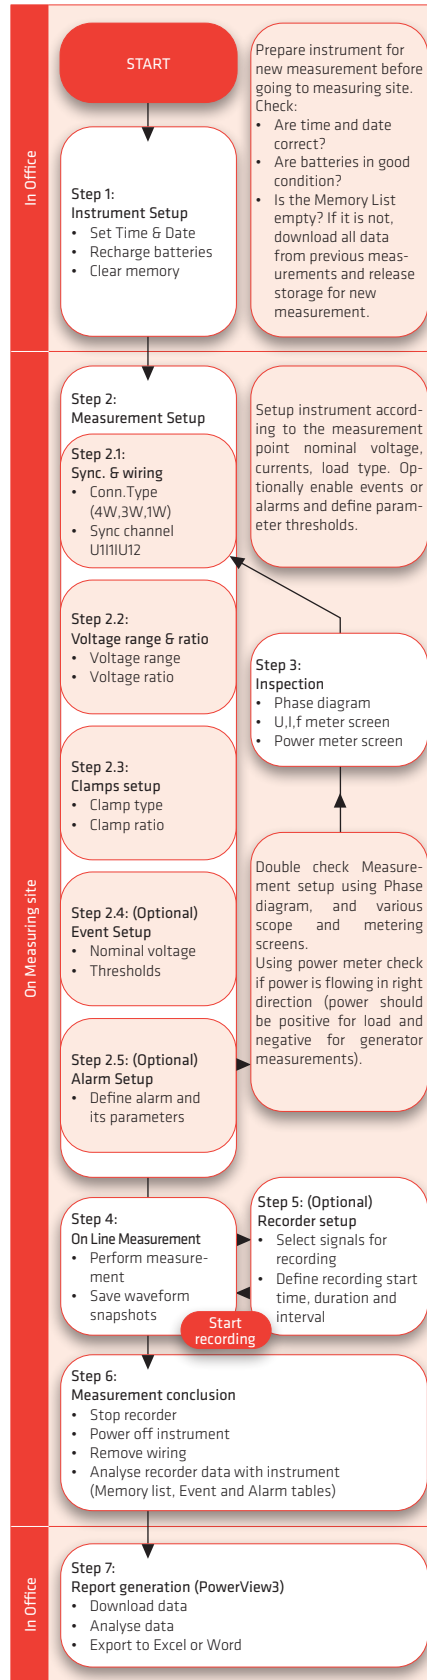 In Office
START
Prepare instrument for
new measurement before
going to measuring site.
Check:
• Are time and date
correct?
• Are batteries in good
condition?
• Is the Memory List
empty? If it is not,
download all data
from previous meas-
urements and release
storage for new
measurement.
Step 1:
Instrument Setup
• Set Time & Date
• Recharge batteries
• Clear memory
On Measuring site
Step 2:
Measurement Setup
Setup instrument accord-
ing to the measurement
point nominal voltage,
currents, load type. Op-
tionally enable events or
alarms and define param-
eter thresholds.
Step 2.1:
Sync. & wiring
• Conn.Type
(4W,3W,1W)
• Sync channel
U1I1IU12
Step 2.2:
Voltage range & ratio
• Voltage range
• Voltage ratio
Step 3:
Inspection
• Phase diagram
• U,I,f meter screen
• Power meter screen
Step 2.3:
Clamps setup
• Clamp type
• Clamp ratio
Double check Measure-
ment setup using Phase
diagram, and various
scope and metering
screens.
Using power meter check
if power is flowing in right
direction (power should
be positive for load and
negative for generator
measurements).
Step 2.4: (Optional)
Event Setup
• Nominal voltage
• Thresholds
Step 2.5: (Optional)
Alarm Setup
• Define alarm and
its parameters
Step 4:
On Line Measurement
• Perform measure-
ment
• Save waveform
snapshots
Step 5: (Optional)
Recorder setup
• Select signals for
recording
• Define recording start
time, duration and
interval
Start
recording
Step 6:
Measurement conclusion
• Stop recorder
• Power off instrument
• Remove wiring
• Analyse recorder data with instrument
(Memory list, Event and Alarm tables)
In Office
Step 7:
Report generation (PowerView3)
• Download data
• Analyse data
• Export to Excel or Word